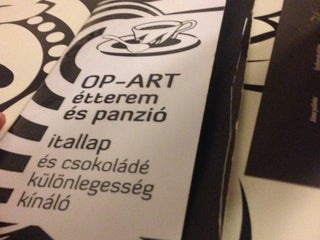 OP-ART
étterem
és panzió
itallap
és csokoládé
különlegesség
kínáló